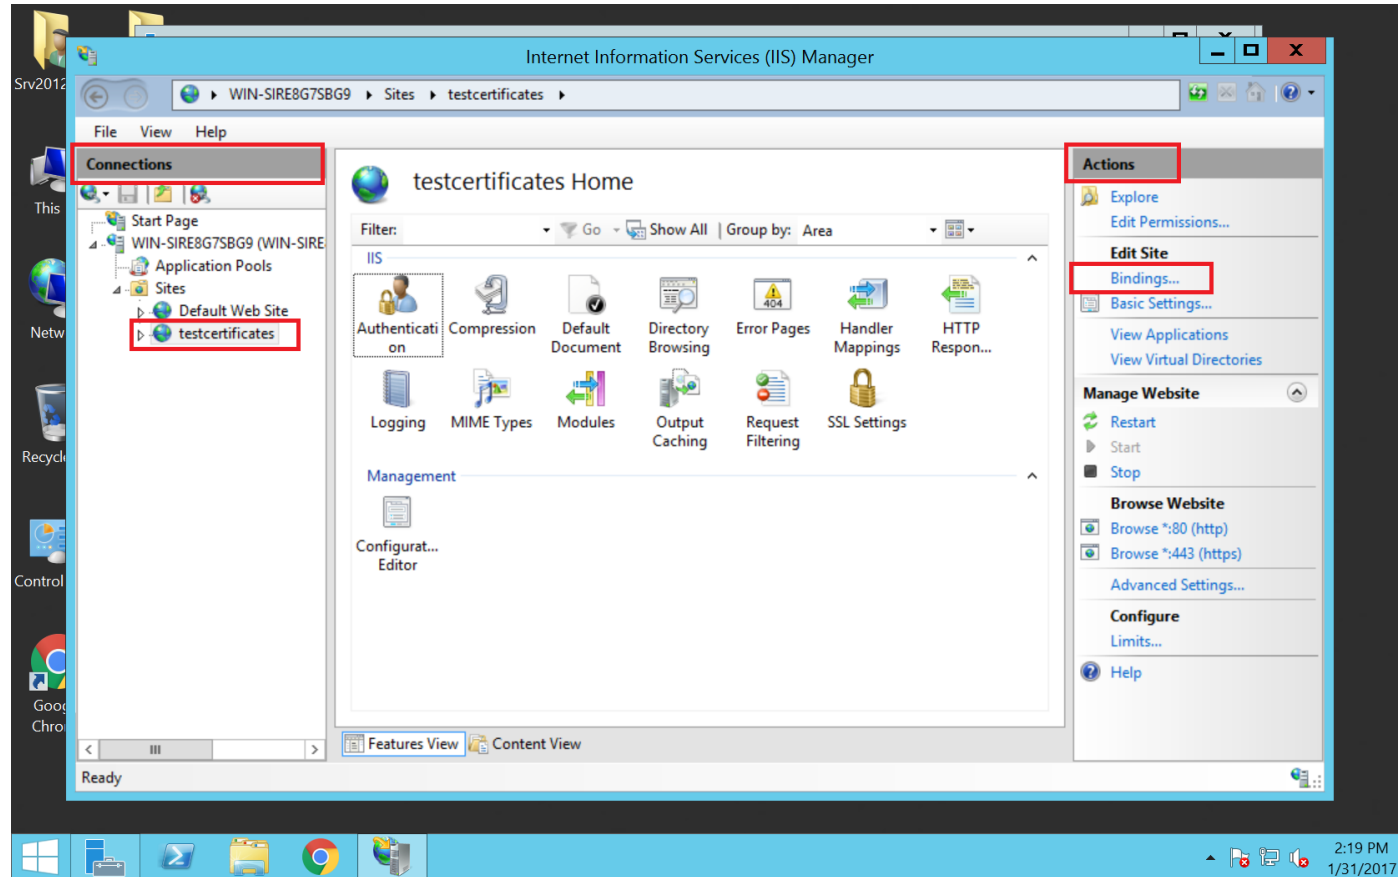 Internet Information Services (IIS) Manager
Srv2012
WIN-SIRE8G7SBG9 Sites testcertificates
File View Help
Connections
Start Page
WIN-SIRE8G7SBG9 (WIN-SIRE
Application Pools
Sites
Default Web Site
testcertificates
This
Netw
Recycle
Control
Goog
Chro
testcertificates Home
Filter: Go Show All Group by: Area
IIS
Authenticati
on
Compression
Default
Document
Directory
Browsing
404
Error Pages
Handler
Mappings
HTTP
Respon...
Logging
MIME Types
Modules
Output
Caching
Request
Filtering
SSL Settings
Management
Configurat...
Editor
Features View Content View
Actions
Explore
Edit Permissions...
Edit Site
Bindings...
Basic Settings...
View Applications
View Virtual Directories
Manage Website
Restart
Start
Stop
Browse Website
Browse *:80 (http)
Browse *:443 (https)
Advanced Settings...
Configure
Limits...
Help
Ready
2:19 PM
1/31/2017